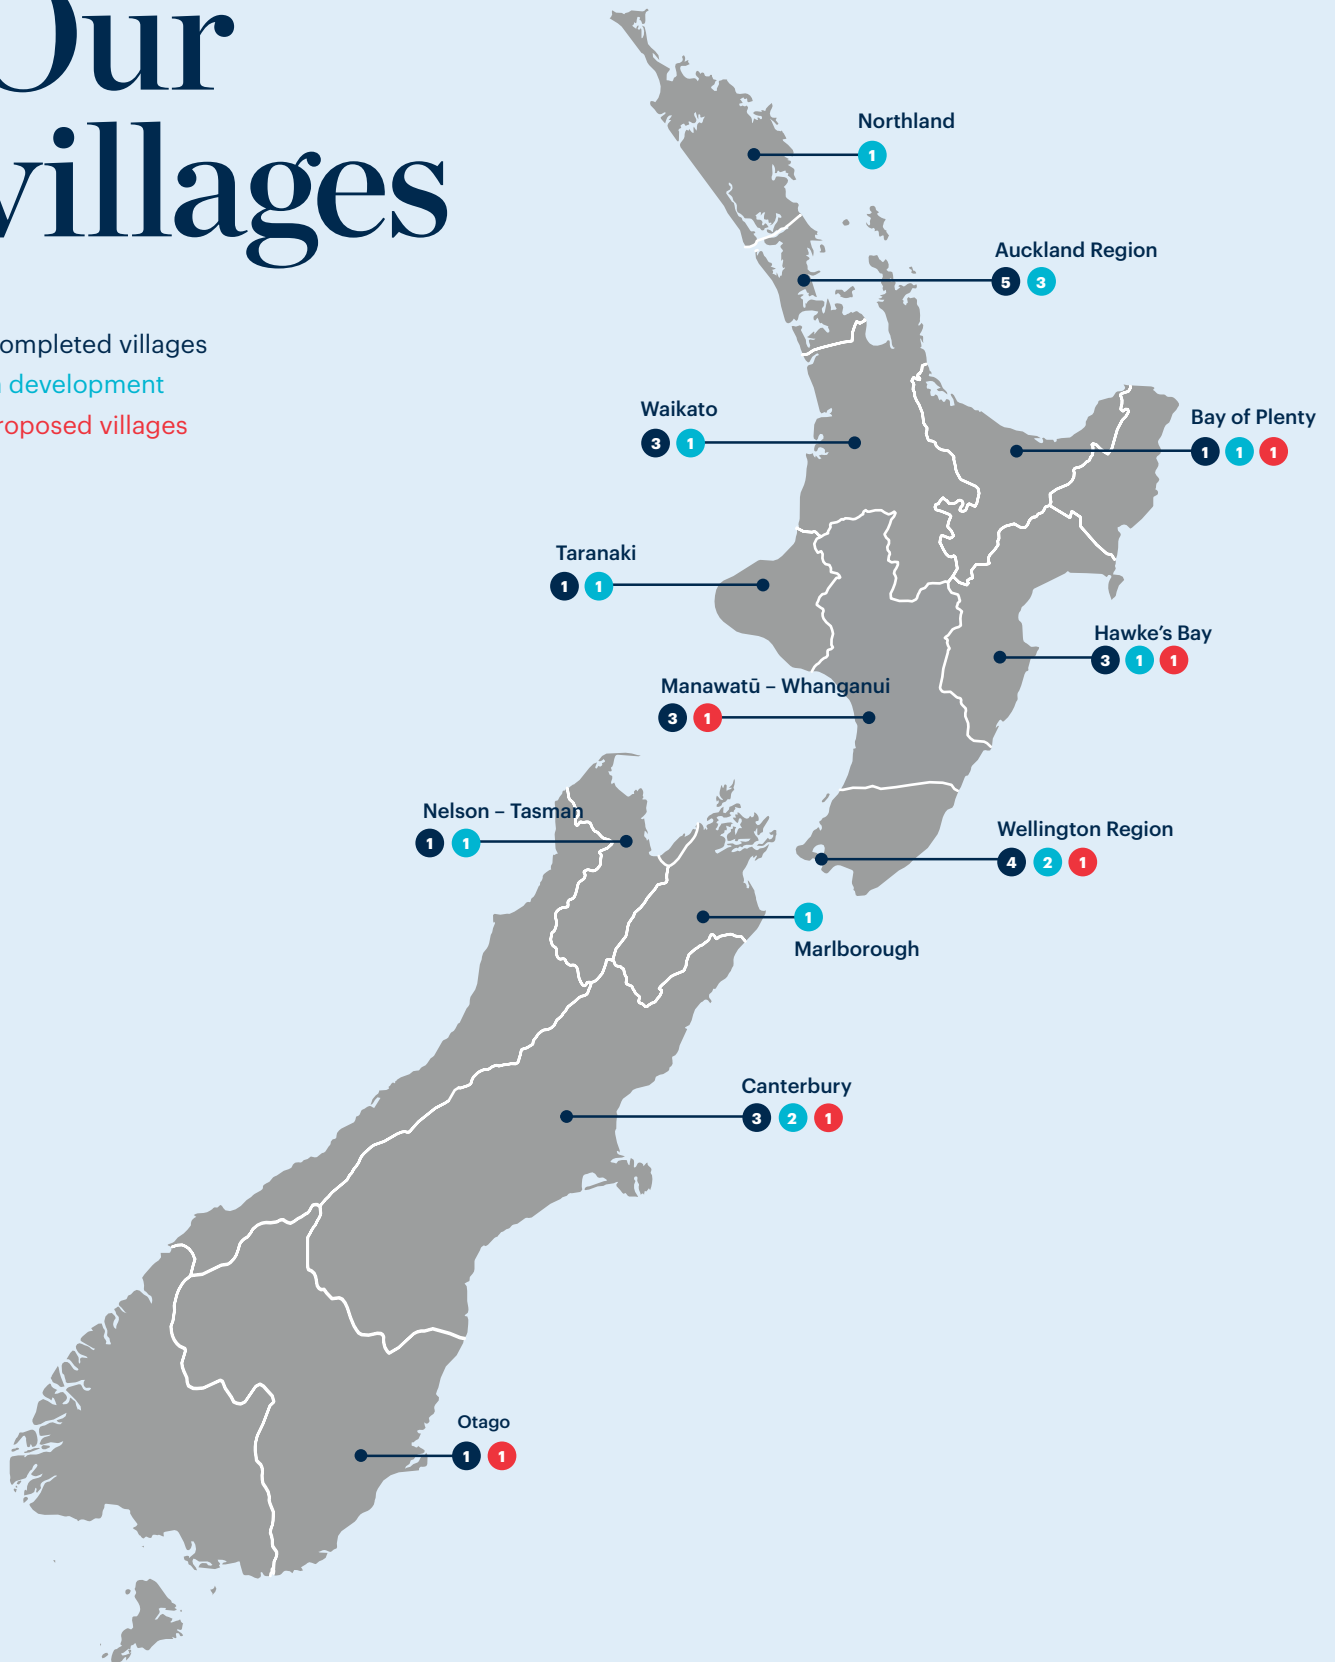 Our
villages
completed villages
development
proposed villages
Northland
1
Auckland Region
5 3
Waikato
3 1
Bay of Plenty
1 1 1
Taranaki
1 1
Hawke's Bay
3 1 1
Manawatū – Whanganui
3 1
Nelson – Tasman
1 1
Wellington Region
4 2 1
1
Marlborough
Canterbury
3 2 1
Otago
1 1